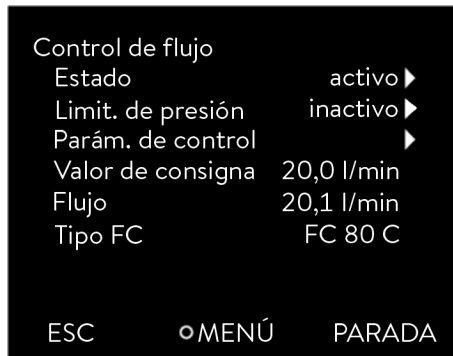 Control de flujo
Estado activo
Limit. de presión inactivo
Parám. de control
Valor de consigna 20,0 l/min
Flujo 20,1 l/min
Tipo FC FC 80 C
ESC MENÚ PARADA